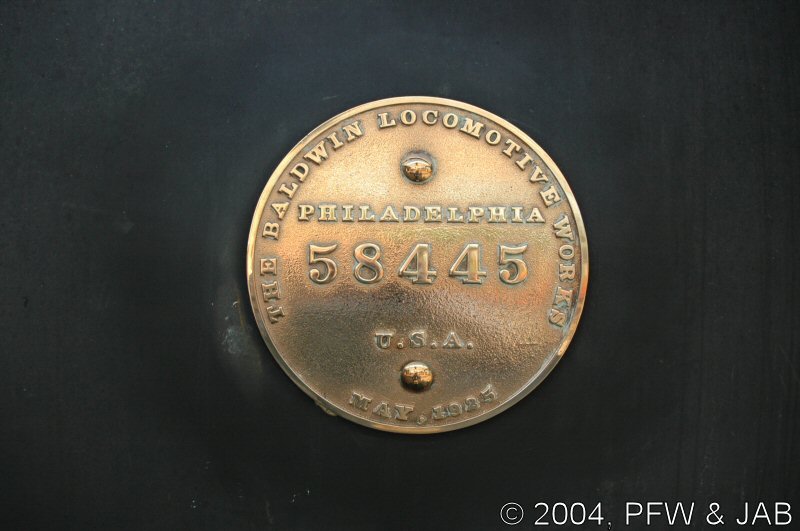 THE BALDWIN LOCOMOTIVE WORKS
PHILADELPHIA
58445
U.S.A.
MAY, 1925
© 2004, PFW & JAB